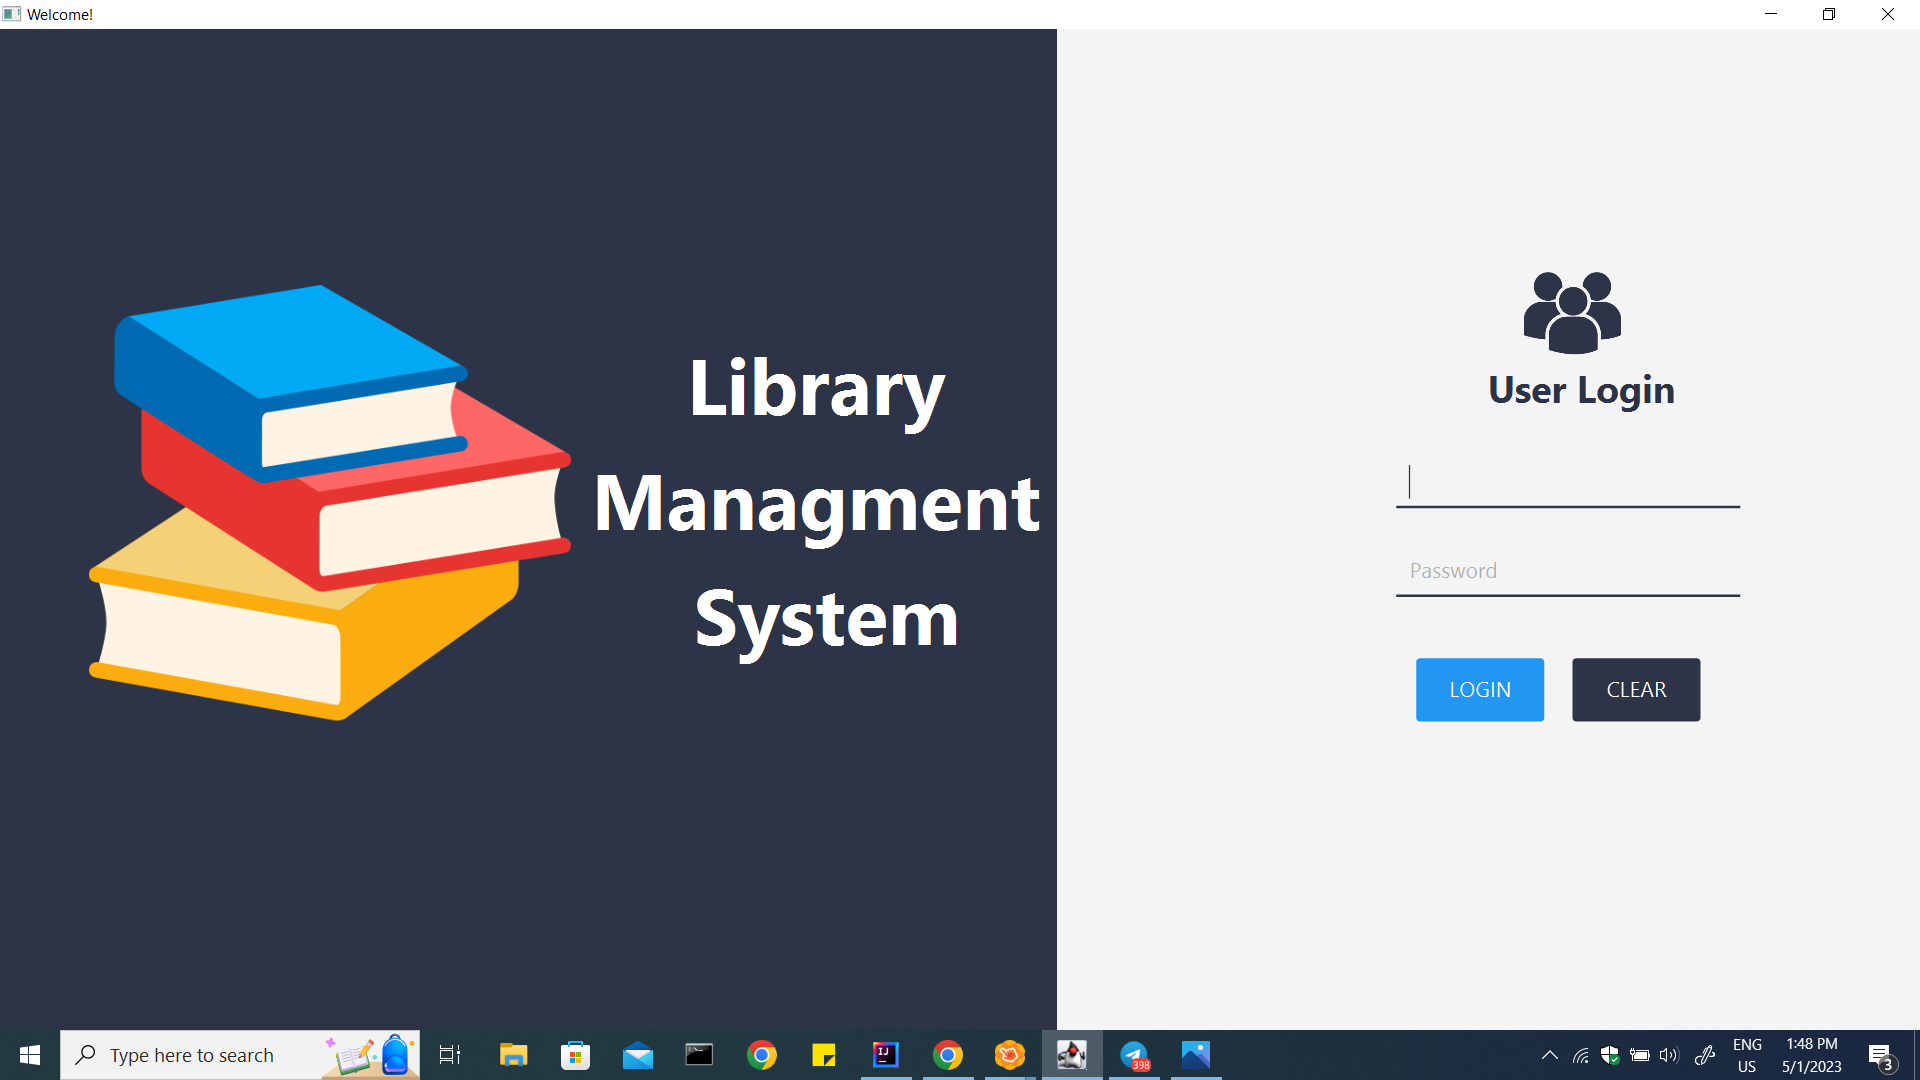 Welcome!
Library
Managment
System
User Login
Password
LOGIN
CLEAR
Type here to search
IJ
398
ENG
US
1:48 PM
5/1/2023
3